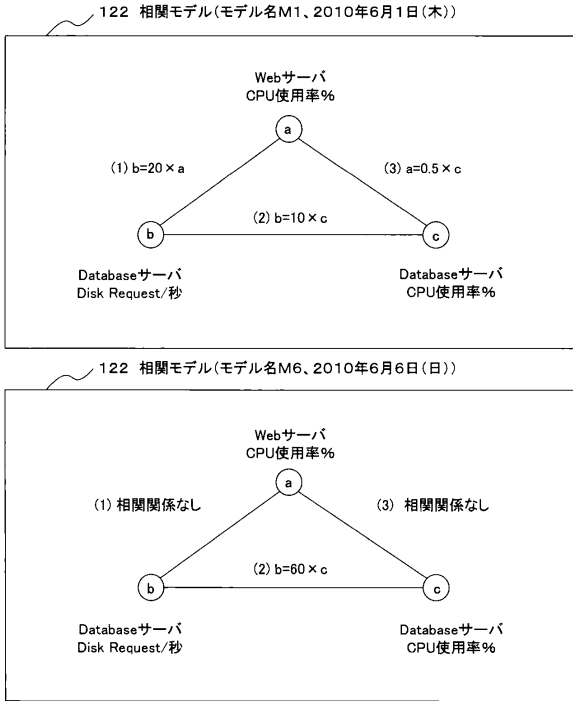 122 相関モデル(モデル名M1、2010年6月1日(木))
Webサーバ
CPU使用率%
a
(1) b=20×a
(3) a=0.5×c
(2) b=10×c
b
c
Databaseサーバ
Disk Request/秒
Databaseサーバ
CPU使用率%
122 相関モデル(モデル名M6、2010年6月6日(日))
Webサーバ
CPU使用率%
a
(1) 相関関係なし
(3) 相関関係なし
(2) b=60×c
b
c
Databaseサーバ
Disk Request/秒
Databaseサーバ
CPU使用率%